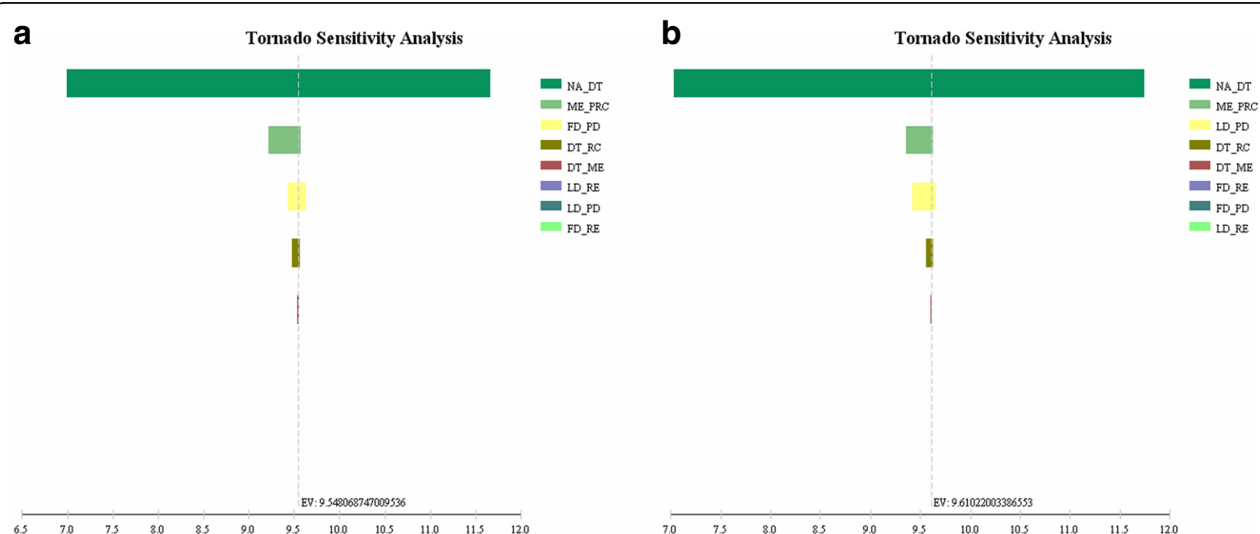 a
Tornado Sensitivity Analysis
NA_DT
ME_PRC
FD_PD
DT_RC
DT_ME
LD_RE
LD_PD
FD_RE
EV: 9.548068747009536
6.5 7.0 7.5 8.0 8.5 9.0 9.5 10.0 10.5 11.0 11.5 12.0
b
Tornado Sensitivity Analysis
NA_DT
ME_PRC
LD_PD
DT_RC
DT_ME
FD_RE
FD_PD
LD_RE
EV: 9.61022003386553
7.0 7.5 8.0 8.5 9.0 9.5 10.0 10.5 11.0 11.5 12.0